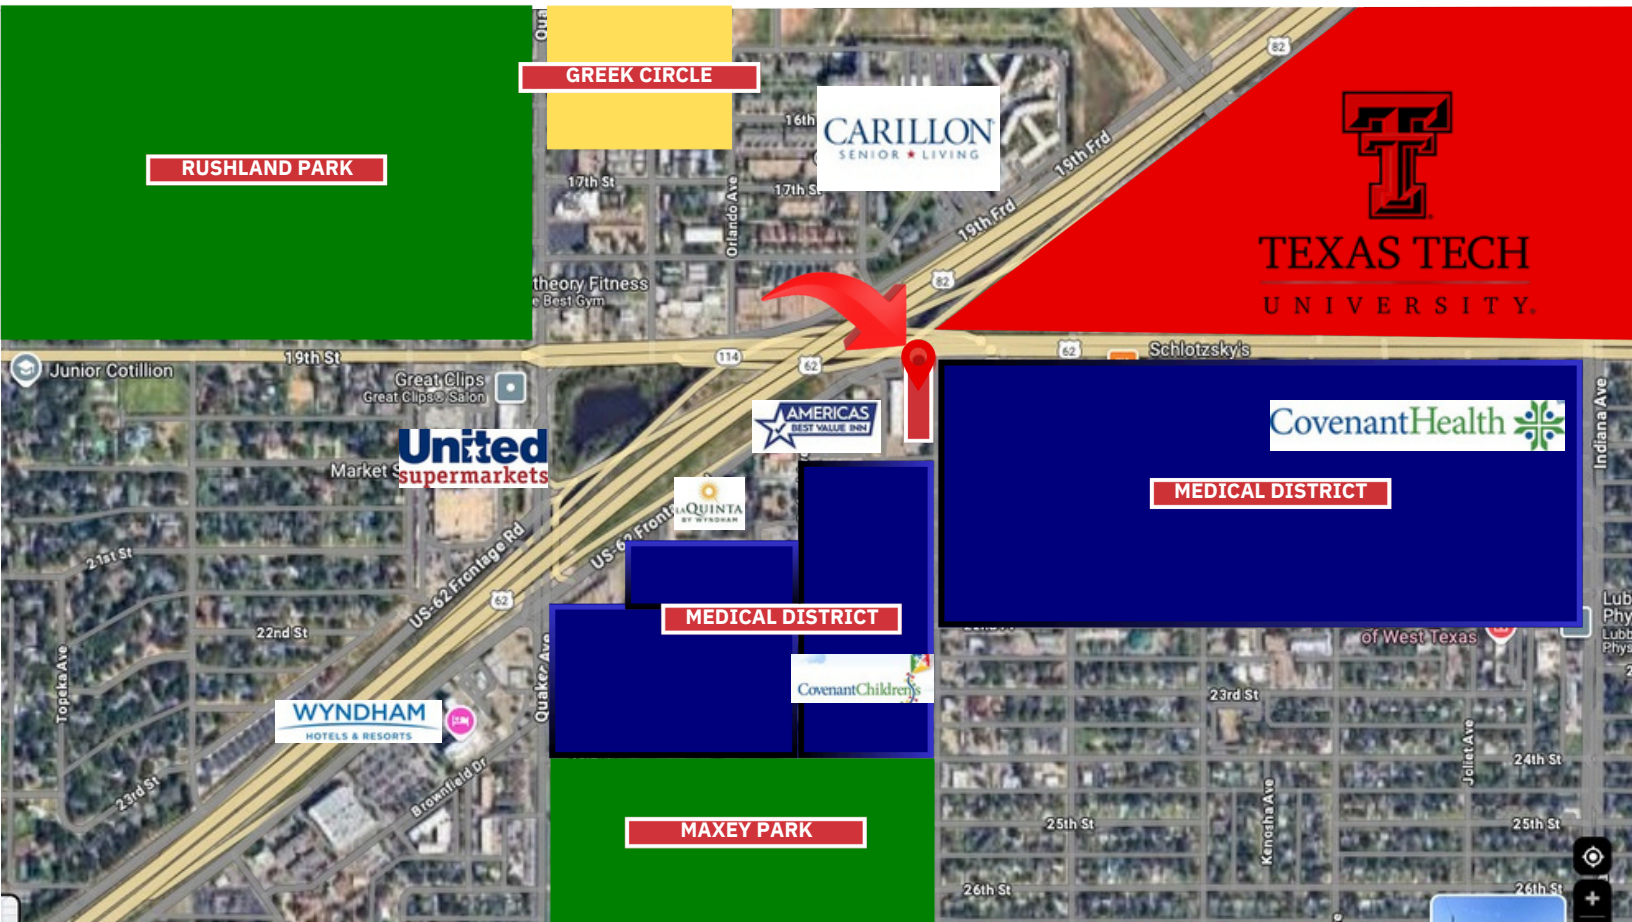 GREEK CIRCLE
82
16th
CARILLON
SENIOR ★ LIVING
19th Frd
RUSHLAND PARK
17th St
17th St
Orlando Ave
19th Frd
TEXAS TECH
UNIVERSITY.
theory Fitness
e Best Gym
82
19th St
114
62
62
Schlotzsky's
Junior Cotillion
Great Clips
Great Clips® Salon
AMERICAS
BEST VALUE INN
CovenantHealth
Indiana Ave
United
supermarkets
Market S
MEDICAL DISTRICT
LAQUINTA
BY WYNDHAM
US-62 Fronta
US-62 Frontage Rd
21st St
62
MEDICAL DISTRICT
22nd St
of West Texas
Lub
Phy
Lubb
Phys
Topeka Ave
Quaker Ave
CovenantChildren's
23rd St
WYNDHAM
HOTELS & RESORTS
Joliet Ave
24th St
23rd St
Brownfield Dr
MAXEY PARK
25th St
Kenosha Ave
25th St
26th St
26th St